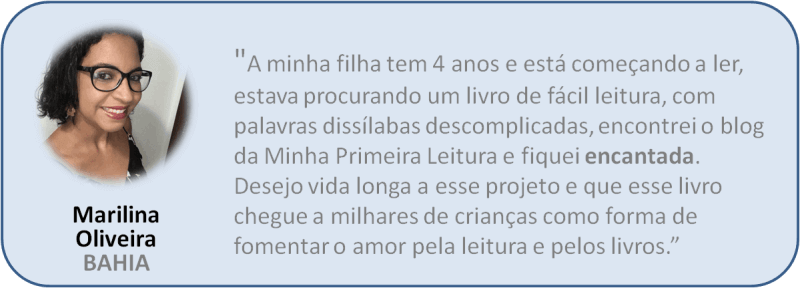 Marilina
Oliveira
BAHIA
"A minha filha tem 4 anos e está começando a ler,
estava procurando um livro de fácil leitura, com
palavras dissílabas descomplicadas, encontrei o blog
da Minha Primeira Leitura e fiquei encantada.
Desejo vida longa a esse projeto e que esse livro
chegue a milhares de crianças como forma de
fomentar o amor pela leitura e pelos livros.”